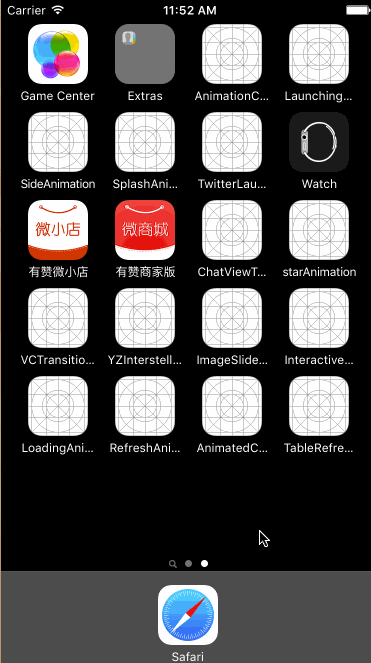 Carrier 11:52 AM
Game Center Extras AnimationC... Launching...
SideAnimation SplashAni... TwitterLau... Watch
微小店 微商城
有赞微小店 有赞商家版 ChatViewT... starAnimation
VCTransitio... YZInterstell... ImageSlide... Interactive...
LoadingAni... RefreshAni... AnimatedC... TableRefre...
Safari